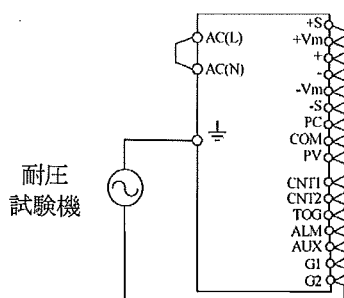 AC(L)
AC(N)
耐圧
試験機
+S
+Vm
+
-
-Vm
-S
PC
COM
PV
CNT1
CNT2
TOG
ALM
AUX
G1
G2